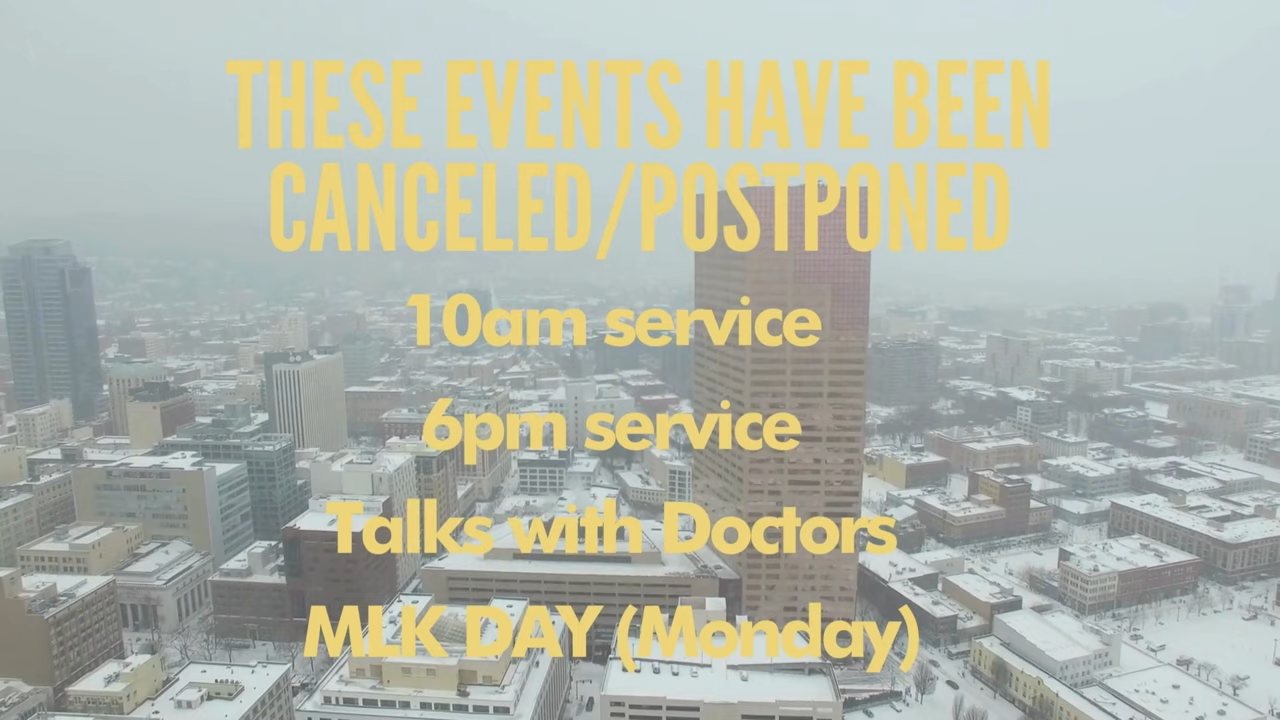 THESE EVENTS HAVE BEEN
CANCELED/POSTPONED
10am service
6pm service
Talks with Doctors
MLK DAY (Monday)